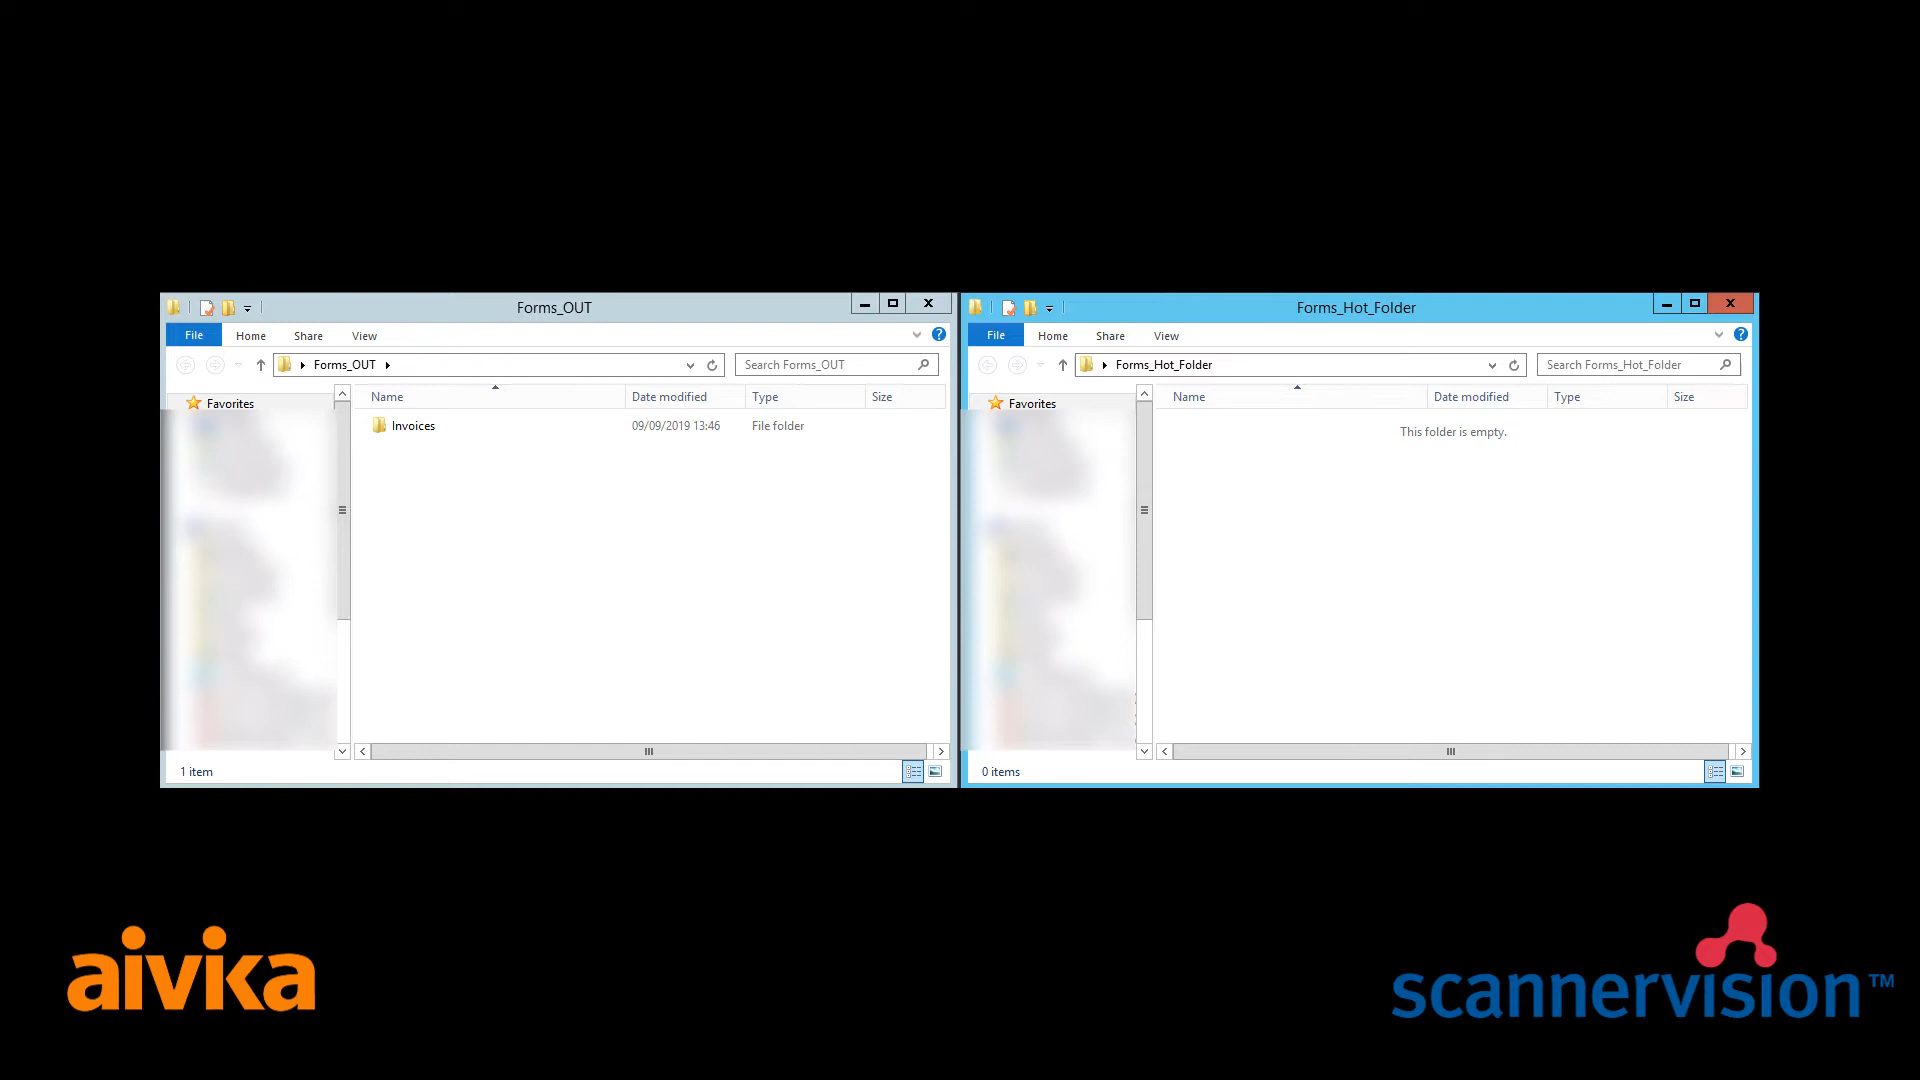 Forms_OUT
File Home Share View
Forms_OUT
Search Forms_OUT
Favorites
Name Date modified Type Size
Invoices 09/09/2019 13:46 File folder
1 item
Forms_Hot_Folder
File Home Share View
Forms_Hot_Folder
Search Forms_Hot_Folder
Favorites
Name Date modified Type Size
This folder is empty.
0 items
aivika
scannervision™